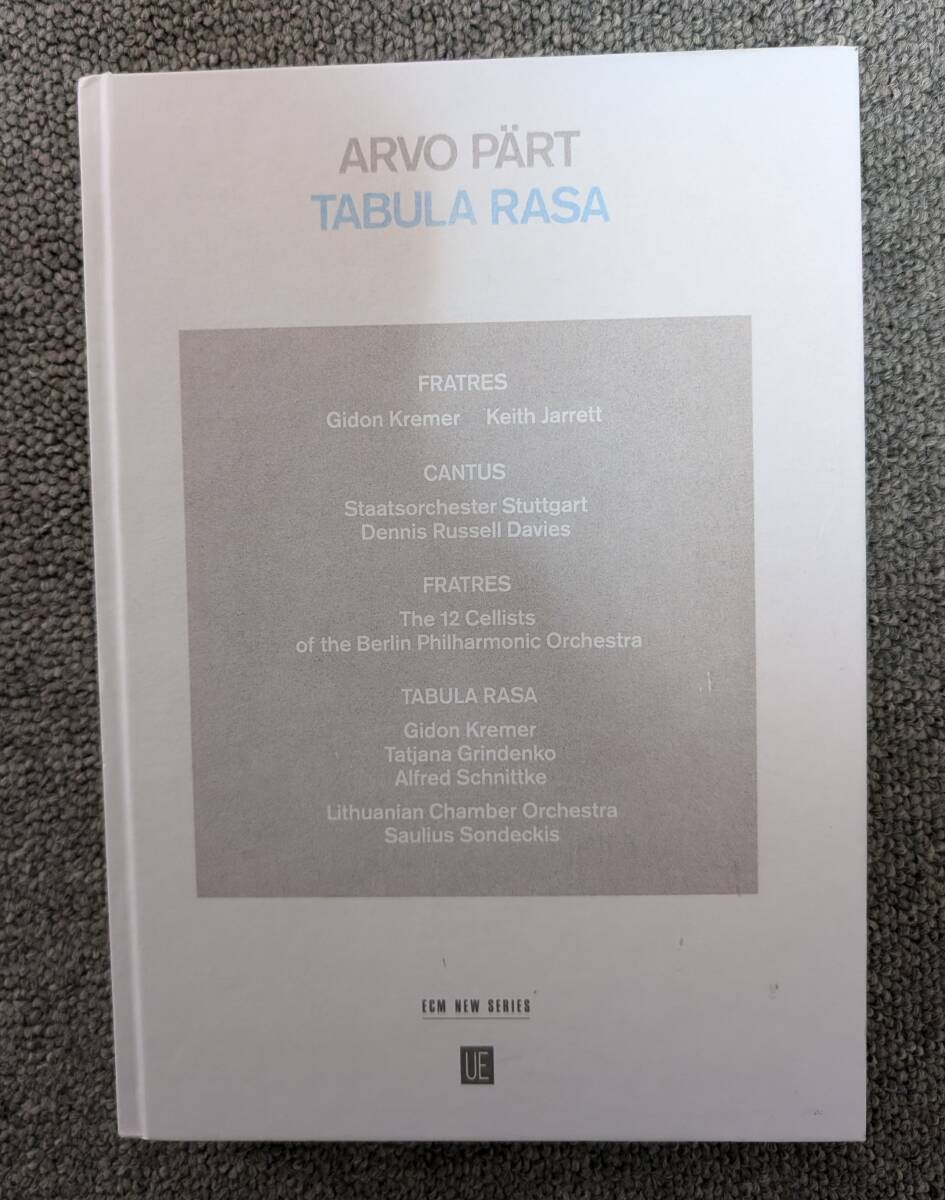 ARVO PÄRT
TABULA RASA
FRATRES
Gidon Kremer Keith Jarrett
CANTUS
Staatsorchester Stuttgart
Dennis Russell Davies
FRATRES
The 12 Cellists
of the Berlin Philharmonic Orchestra
TABULA RASA
Gidon Kremer
Tatjana Grindenko
Alfred Schnittke
Lithuanian Chamber Orchestra
Saulius Sondeckis
ECM NEW SERIES
UE